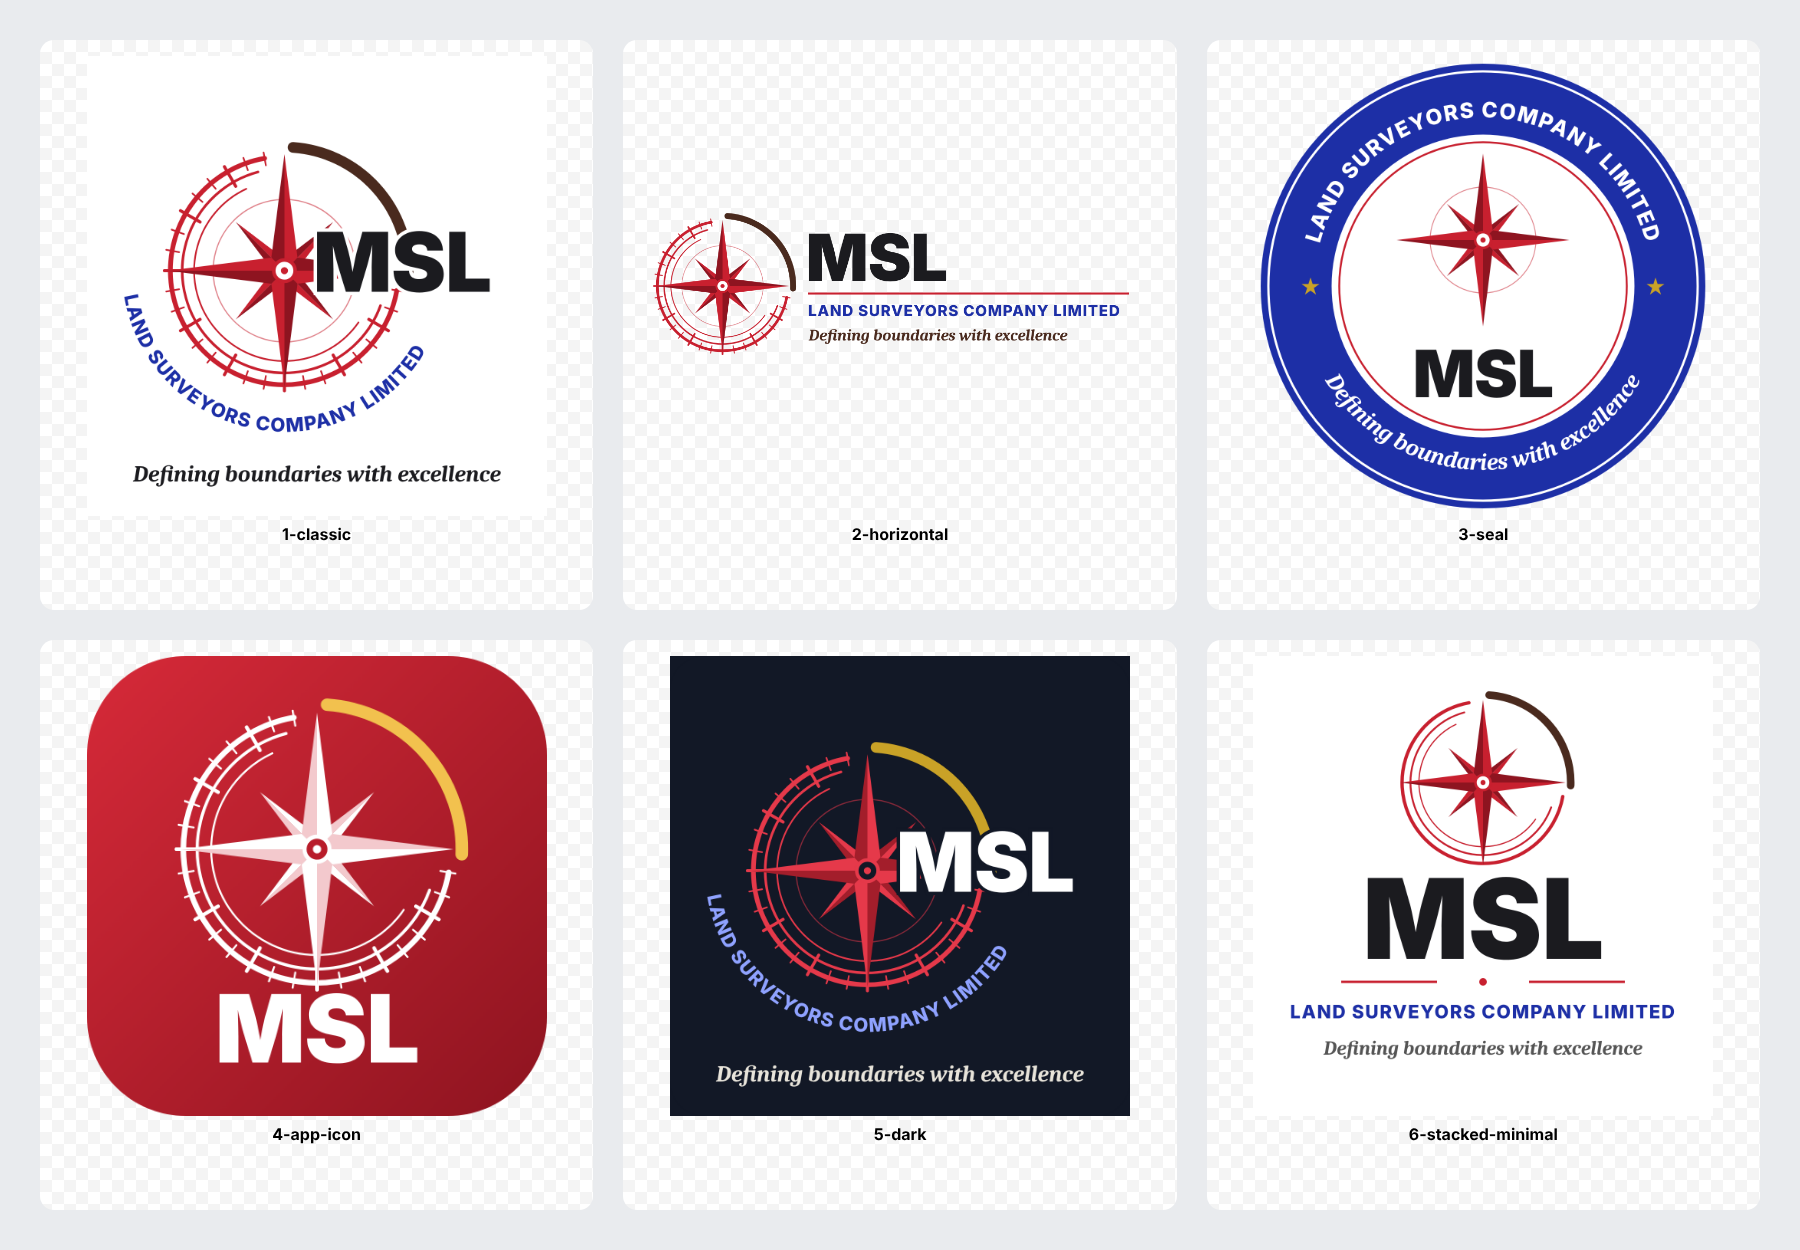 MSL
LAND SURVEYORS COMPANY LIMITED
Defining boundaries with excellence
1-classic
MSL
LAND SURVEYORS COMPANY LIMITED
Defining boundaries with excellence
2-horizontal
LAND SURVEYORS COMPANY LIMITED
MSL
Defining boundaries with excellence
3-seal
MSL
4-app-icon
MSL
LAND SURVEYORS COMPANY LIMITED
Defining boundaries with excellence
5-dark
MSL
LAND SURVEYORS COMPANY LIMITED
Defining boundaries with excellence
6-stacked-minimal